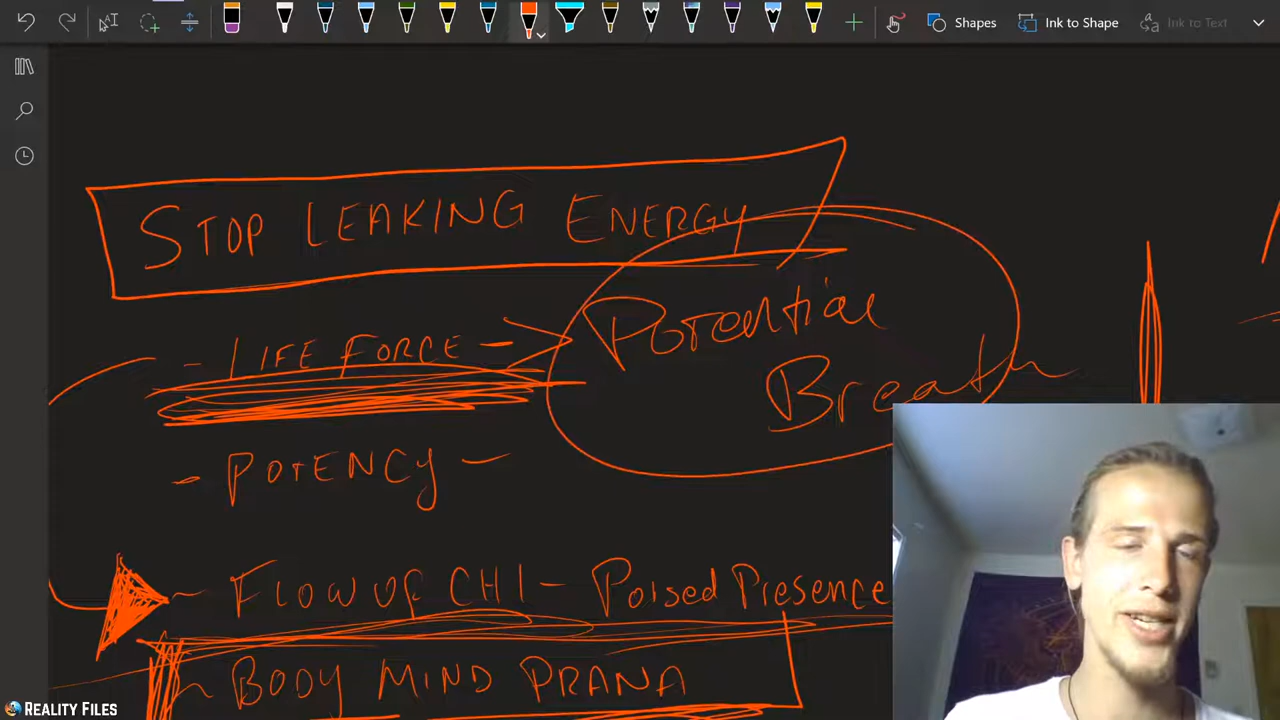 Shapes
Ink to Shape
Ink to Text
STOP LEAKING ENERGY
- LIFE FORCE -
Potential
Breath
- POTENCY -
- FLOW OF CHI - Poised Presence
- BODY MIND PRANA
REALITY FILES